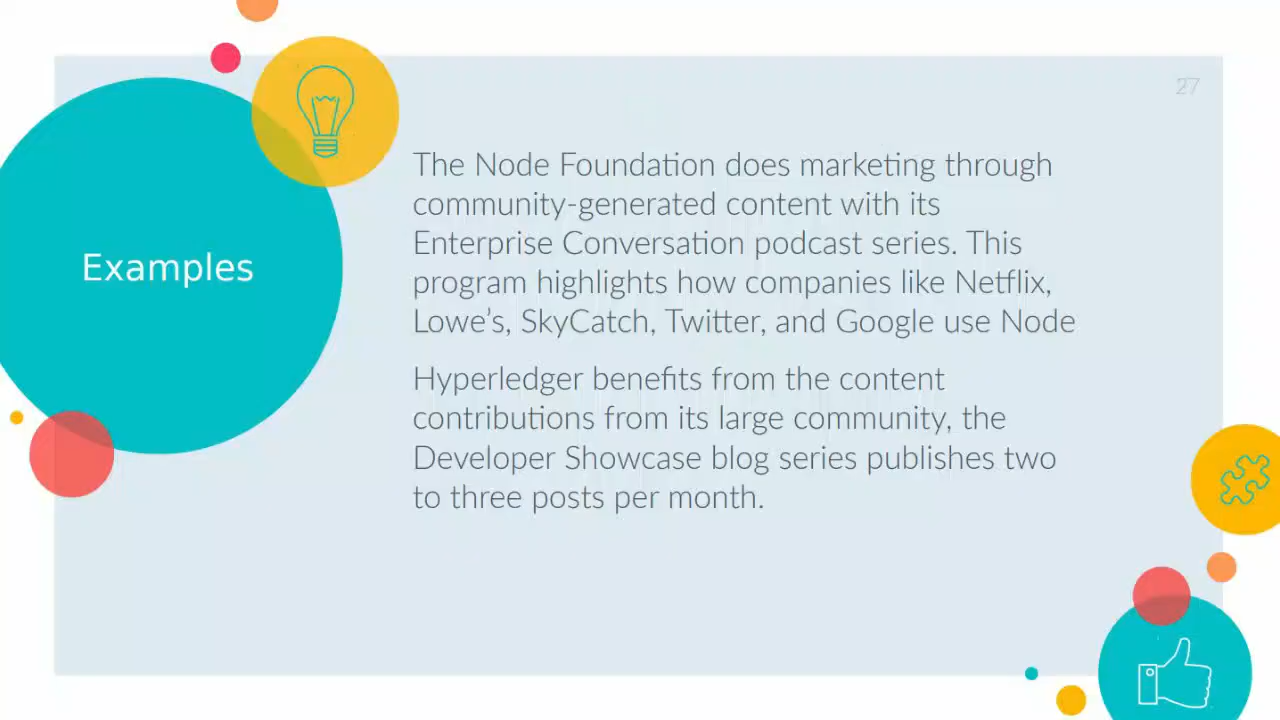 27
Examples
The Node Foundation does marketing through
community-generated content with its
Enterprise Conversation podcast series. This
program highlights how companies like Netflix,
Lowe’s, SkyCatch, Twitter, and Google use Node
Hyperledger benefits from the content
contributions from its large community, the
Developer Showcase blog series publishes two
to three posts per month.